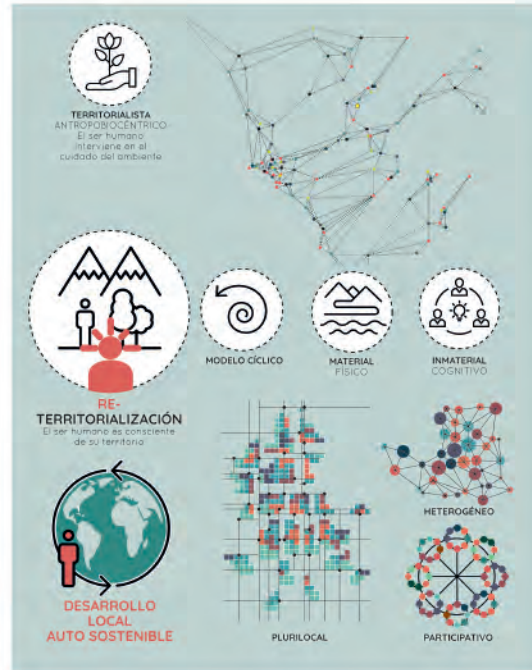 TERRITORIALISTA
ANTROPOBIOCÉNTRICO
El ser humano
interviene en el
cuidado del ambiente
MODELO CÍCLICO
MATERIAL
FÍSICO
INMATERIAL
COGNITIVO
RE-
TERRITORIALIZACIÓN
El ser humano es consciente
de su territorio
HETEROGÉNEO
DESARROLLO
LOCAL
AUTO SOSTENIBLE
PLURILOCAL
PARTICIPATIVO